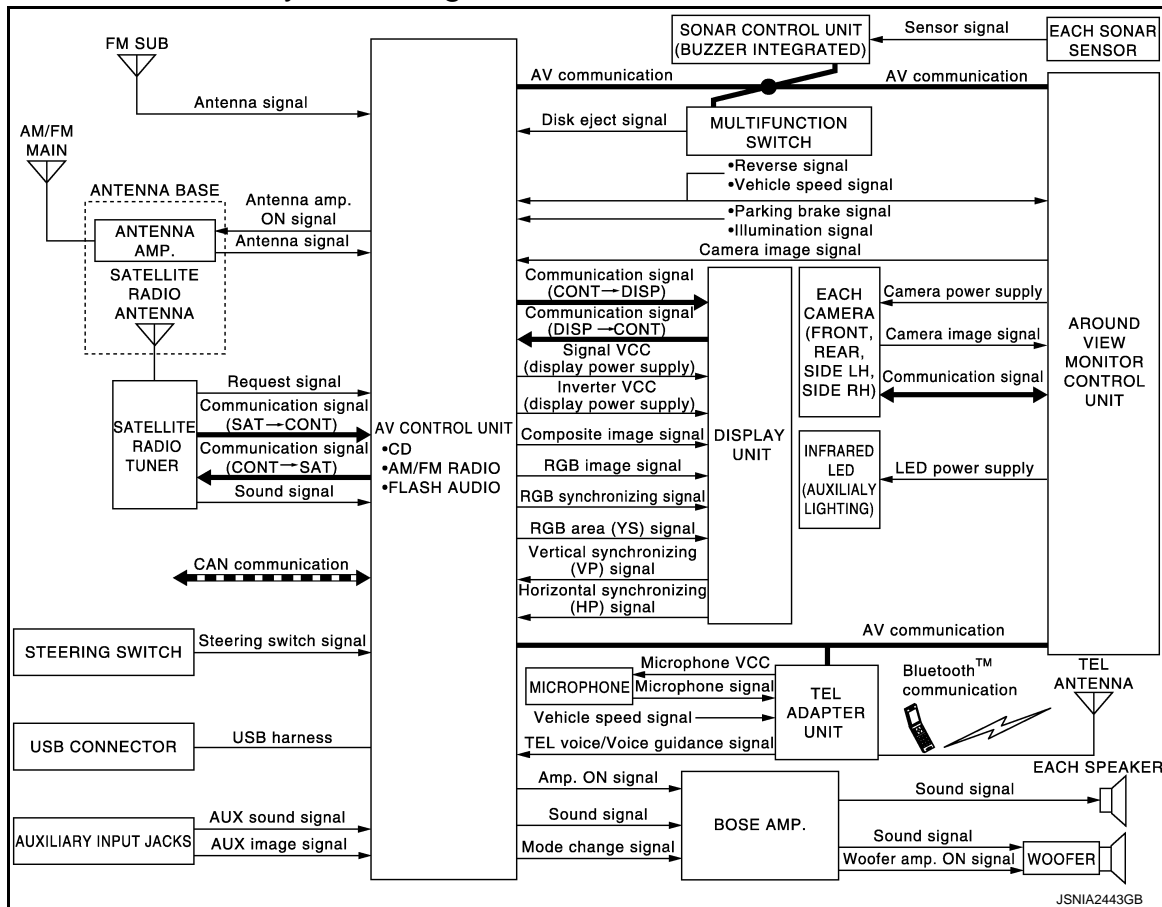 FM SUB
Antenna signal
AM/FM
MAIN
ANTENNA BASE
ANTENNA
AMP.
Antenna amp.
ON signal
Antenna signal
SATELLITE
RADIO
ANTENNA
SATELLITE
RADIO
TUNER
Request signal
Communication signal
(SAT→CONT)
Communication signal
(CONT→SAT)
Sound signal
CAN communication
STEERING SWITCH
Steering switch signal
USB CONNECTOR
USB harness
AUXILIARY INPUT JACKS
AUX sound signal
AUX image signal
AV CONTROL UNIT
•CD
•AM/FM RADIO
•FLASH AUDIO
SONAR CONTROL UNIT
(BUZZER INTEGRATED)
Sensor signal
EACH SONAR
SENSOR
AV communication
AV communication
Disk eject signal
MULTIFUNCTION
SWITCH
•Reverse signal
•Vehicle speed signal
•Parking brake signal
•Illumination signal
Camera image signal
Communication signal
(CONT→DISP)
Communication signal
(DISP→CONT)
Signal VCC
(display power supply)
Inverter VCC
(display power supply)
Composite image signal
RGB image signal
RGB synchronizing signal
RGB area (YS) signal
Vertical synchronizing
(VP) signal
Horizontal synchronizing
(HP) signal
DISPLAY
UNIT
EACH
CAMERA
(FRONT,
REAR,
SIDE LH,
SIDE RH)
Camera power supply
Camera image signal
Communication signal
INFRARED
LED
(AUXILIALY
LIGHTING)
LED power supply
AROUND
VIEW
MONITOR
CONTROL
UNIT
AV communication
MICROPHONE
Microphone VCC
Microphone signal
Vehicle speed signal
TEL voice/Voice guidance signal
TEL
ADAPTER
UNIT
Bluetooth™
communication
TEL
ANTENNA
Amp. ON signal
Sound signal
Mode change signal
BOSE AMP.
EACH SPEAKER
Sound signal
Sound signal
Woofer amp. ON signal
WOOFER
JSNIA2443GB